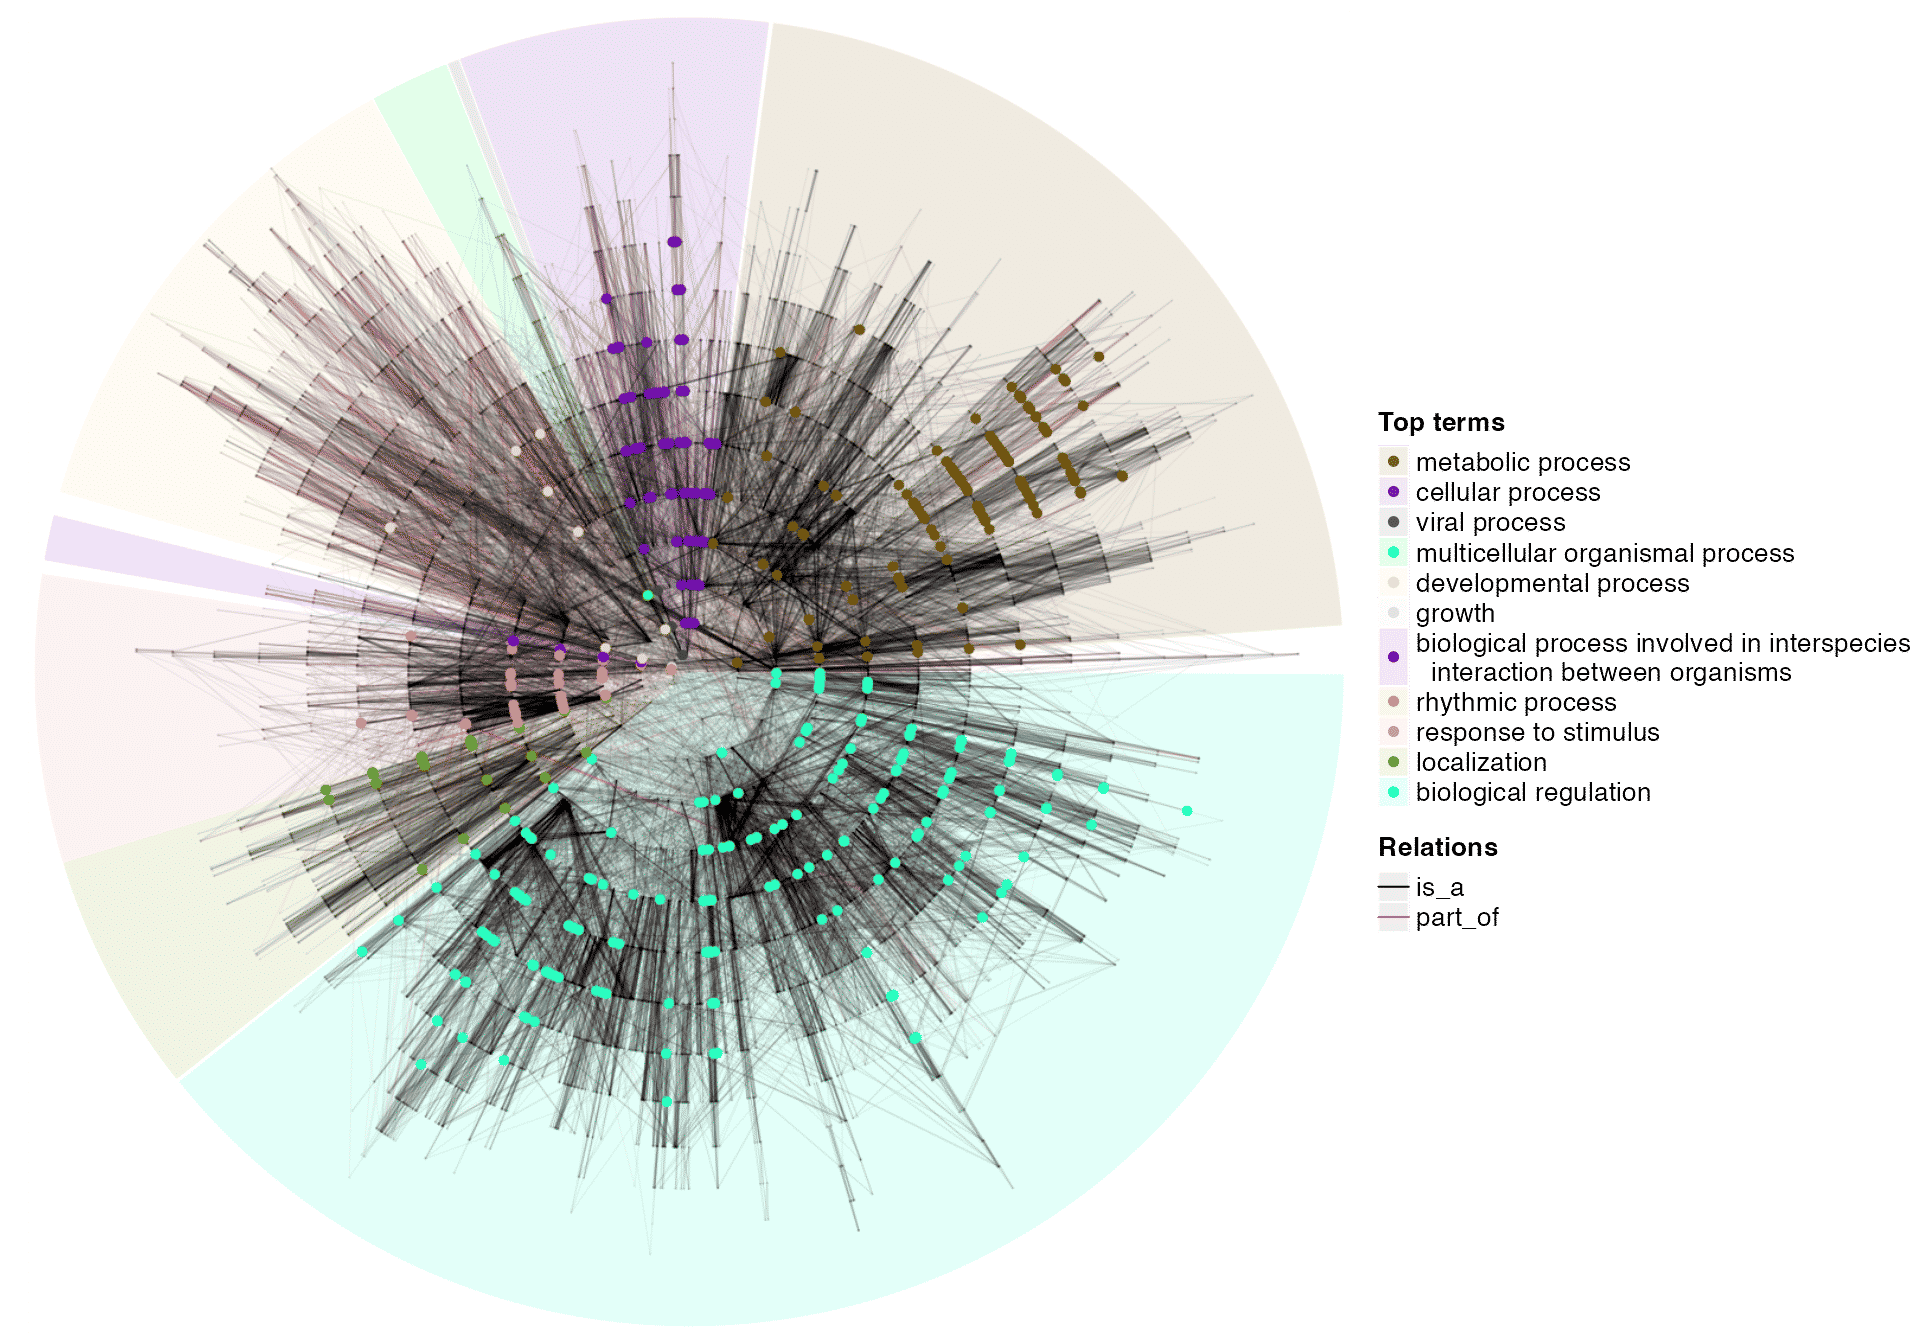 Top terms
metabolic process
cellular process
viral process
multicellular organismal process
developmental process
growth
biological process involved in interspecies
interaction between organisms
rhythmic process
response to stimulus
localization
biological regulation
Relations
is_a
part_of